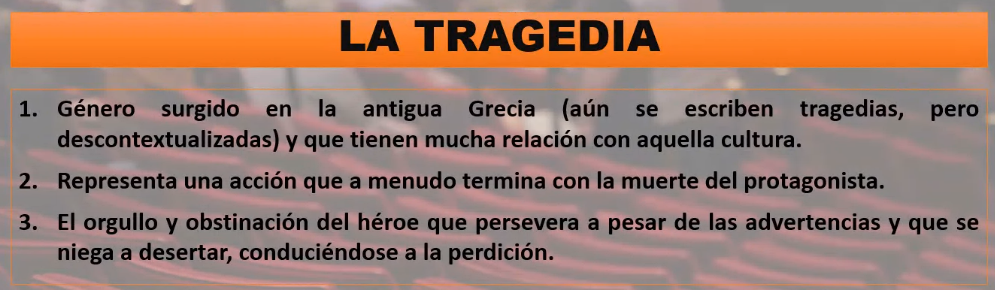 LA TRAGEDIA
1. Género surgido en la antigua Grecia (aún se escriben tragedias, pero
descontextualizadas) y que tienen mucha relación con aquella cultura.
2. Representa una acción que a menudo termina con la muerte del protagonista.
3. El orgullo y obstinación del héroe que persevera a pesar de las advertencias y que se
niega a desertar, conduciéndose a la perdición.